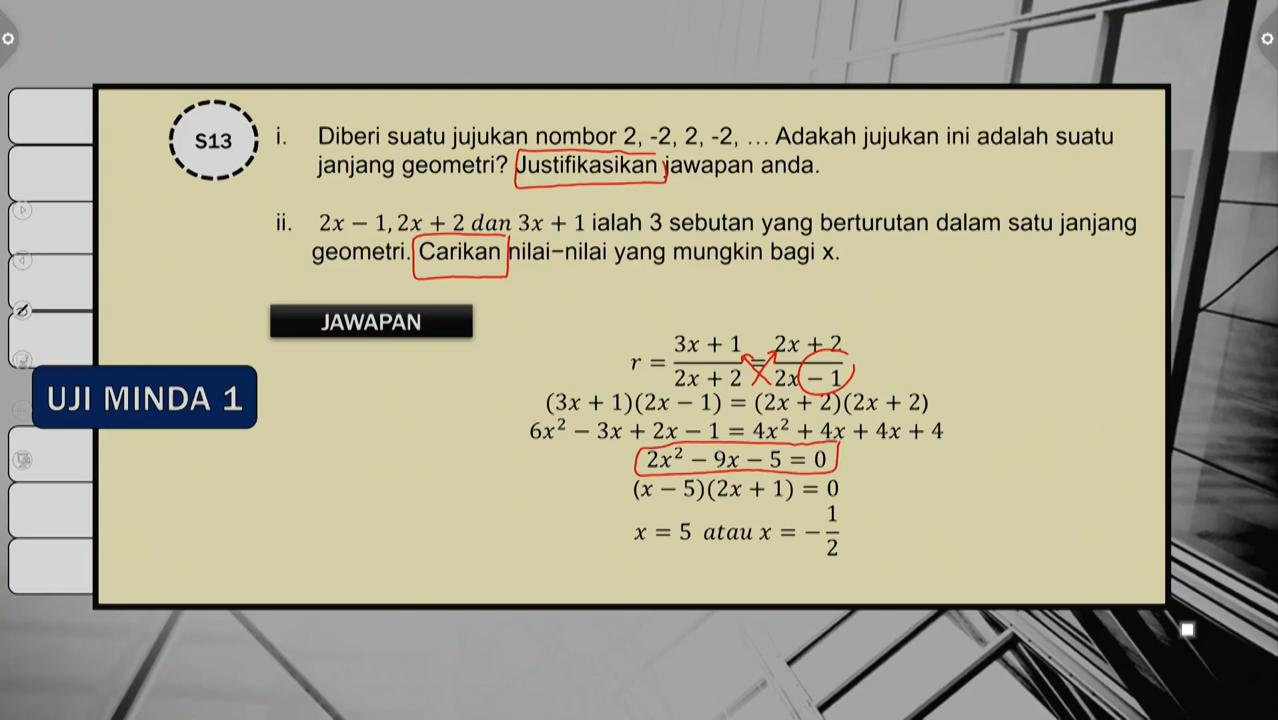 S13
i. Diberi suatu jujukan nombor 2, -2, 2, -2, … Adakah jujukan ini adalah suatu
janjang geometri? Justifikasikan jawapan anda.
ii. 2x − 1, 2x + 2 dan 3x + 1 ialah 3 sebutan yang berturutan dalam satu janjang
geometri. Carikan nilai−nilai yang mungkin bagi x.
JAWAPAN
r = (3x + 1)/(2x + 2) = (2x + 2)/(2x − 1)
UJI MINDA 1
(3x + 1)(2x − 1) = (2x + 2)(2x + 2)
6x² − 3x + 2x − 1 = 4x² + 4x + 4x + 4
2x² − 9x − 5 = 0
(x − 5)(2x + 1) = 0
x = 5 atau x = −1/2